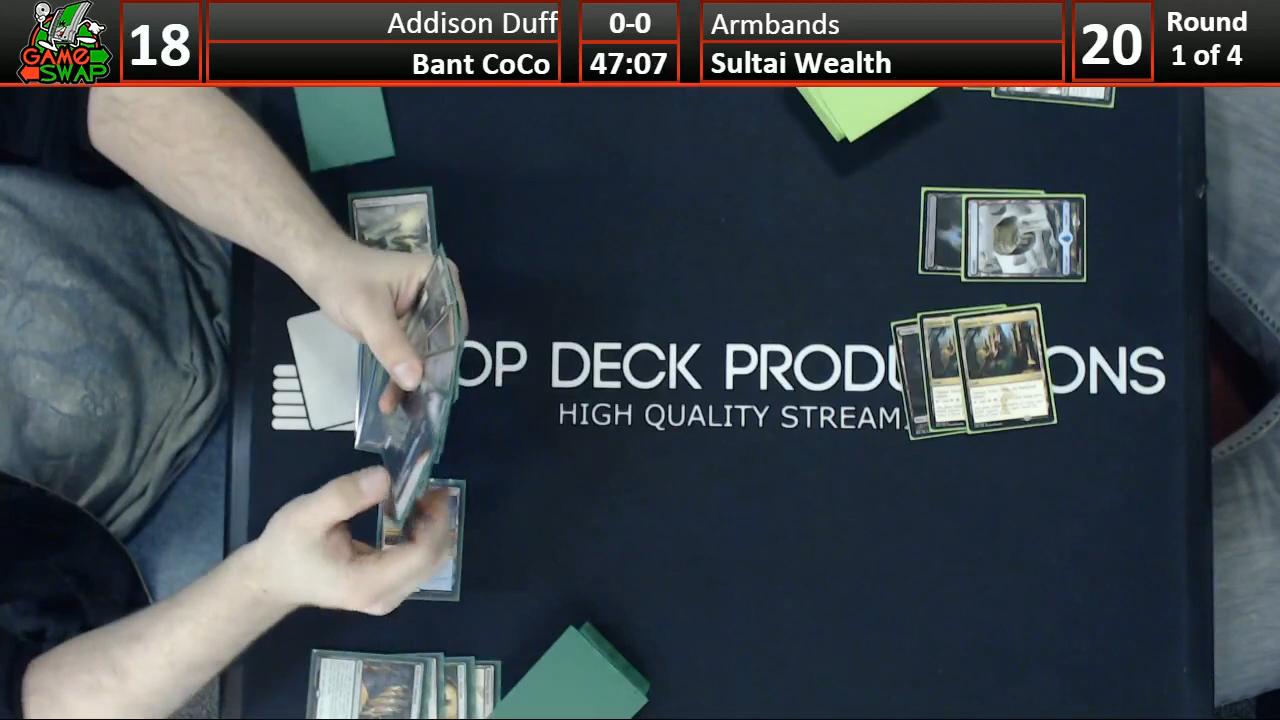 GAME
SWAP
18
Addison Duff
Bant CoCo
0-0
47:07
Armbands
Sultai Wealth
20
Round
1 of 4
OP DECK PRODU ONS
HIGH QUALITY STREAM